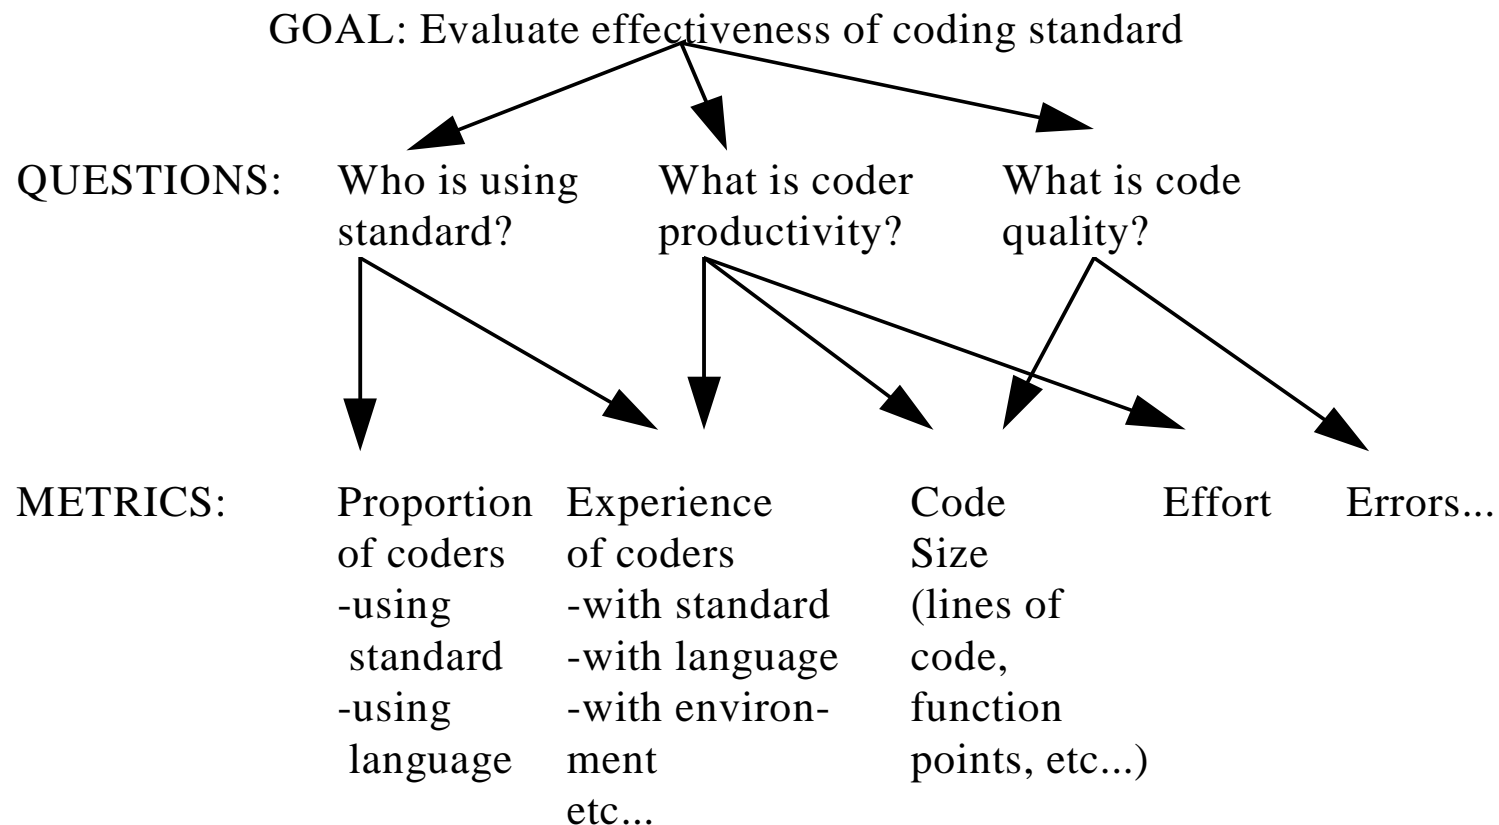 GOAL: Evaluate effectiveness of coding standard
QUESTIONS:
Who is using
standard?
What is coder
productivity?
What is code
quality?
METRICS:
Proportion
of coders
-using
standard
-using
language
Experience
of coders
-with standard
-with language
-with environ-
ment
etc...
Code
Size
(lines of
code,
function
points, etc...)
Effort
Errors...